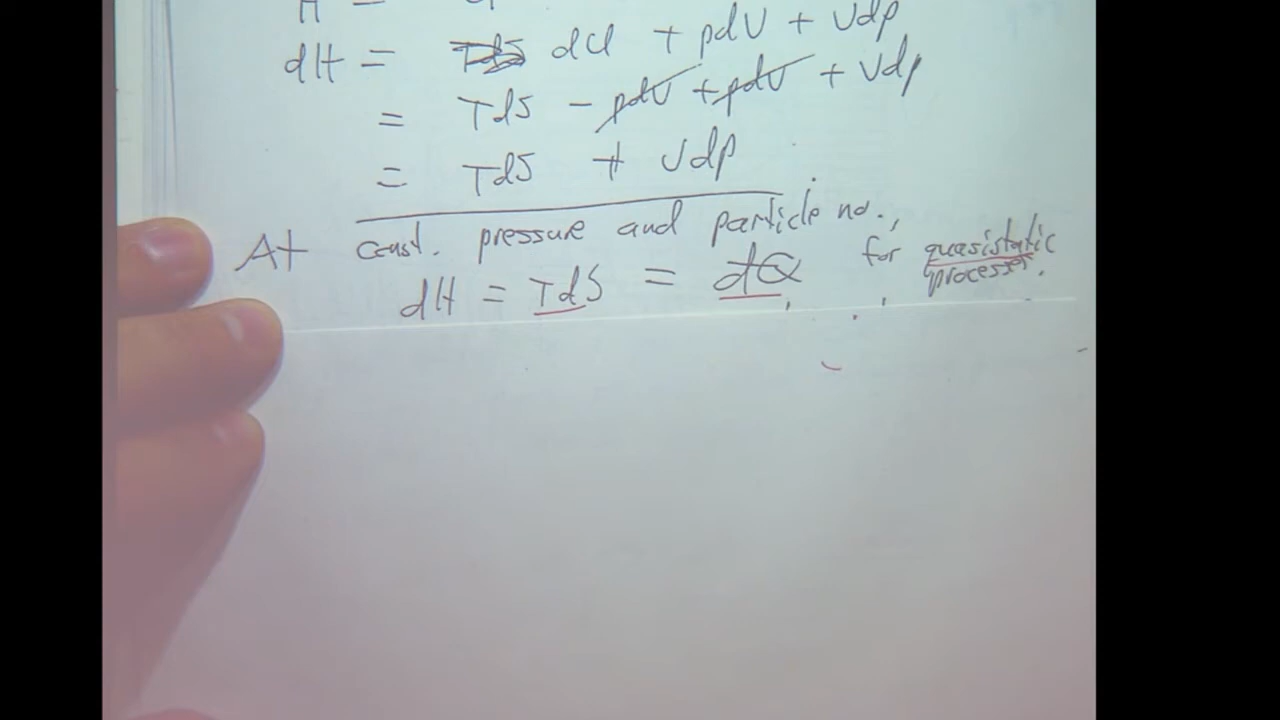 H =
dH = TdS dU + pdV + Vdp
= TdS - pdV + pdV + Vdp
= TdS + Vdp
At const. pressure and particle no.,
dH = TdS = đQ for quasistatic
processes.